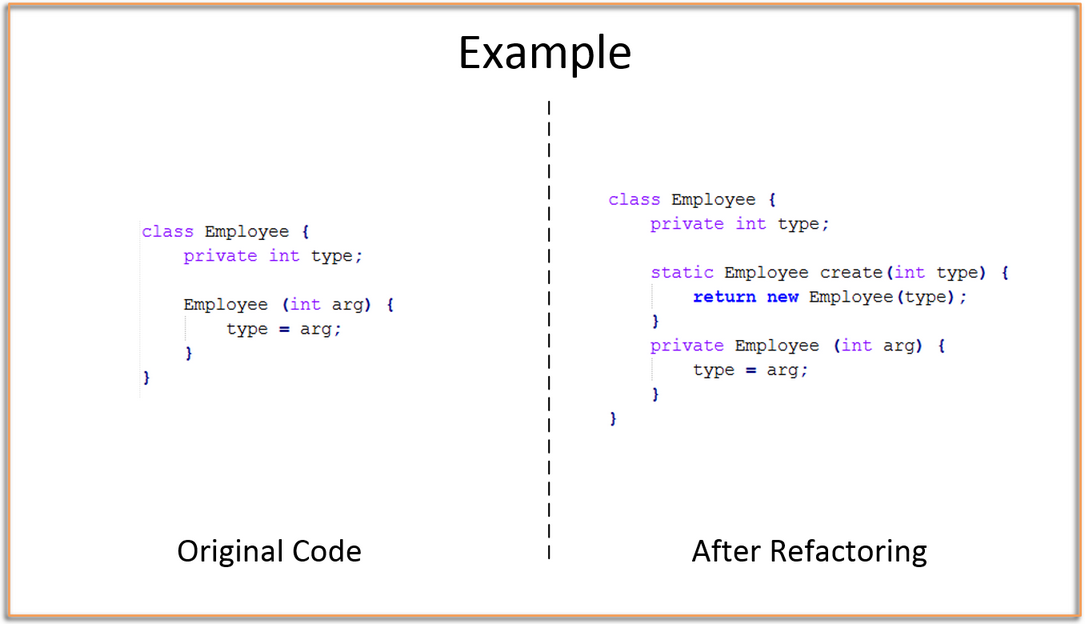 Example
class Employee {
    private int type;

    Employee (int arg) {
        type = arg;
    }
}
Original Code
class Employee {
    private int type;

    static Employee create(int type) {
        return new Employee(type);
    }
    private Employee (int arg) {
        type = arg;
    }
}
After Refactoring